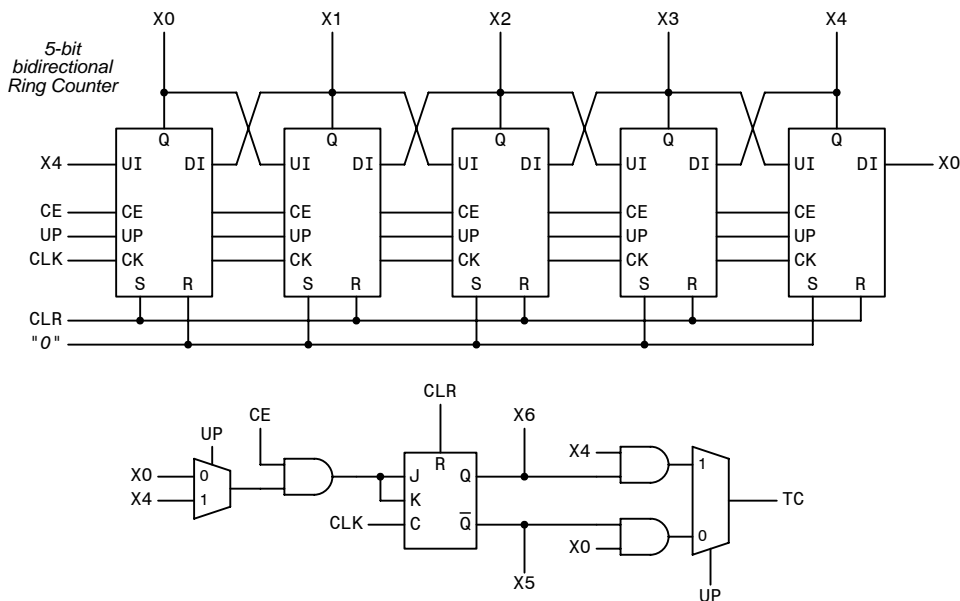 X0 X1 X2 X3 X4
5-bit
bidirectional
Ring Counter
Q Q Q Q Q
X4 UI DI UI DI UI DI UI DI UI DI X0
CE CE CE CE CE CE
UP UP UP UP UP UP
CLK CK CK CK CK CK
S R S R S R S R S R
CLR
"0"
CLR
CE X6
UP X4
R
X0 0 J Q 1
X4 1 K TC
CLK C Q 0
X0
X5 UP